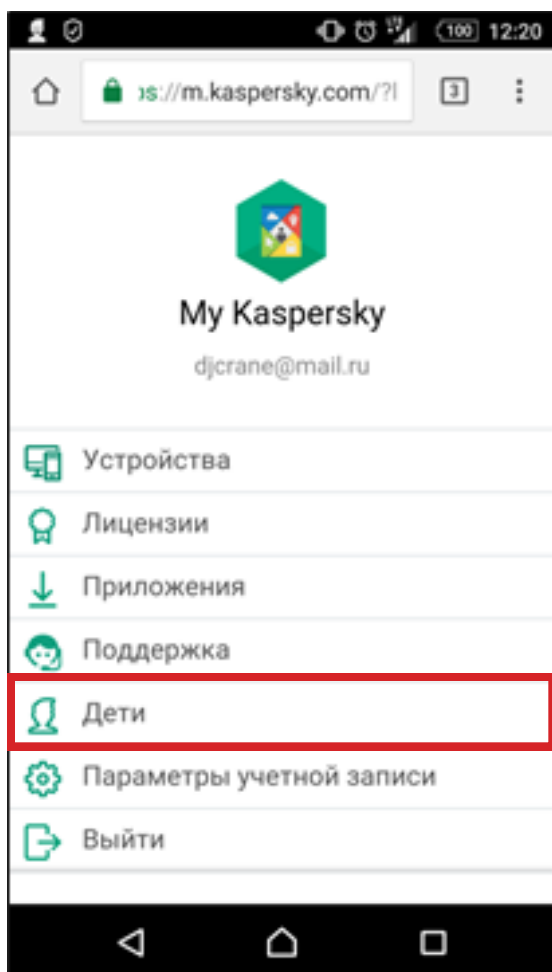 100 12:20
ps://m.kaspersky.com/?l
3
My Kaspersky
djcrane@mail.ru
Устройства
Лицензии
Приложения
Поддержка
Дети
Параметры учетной записи
Выйти